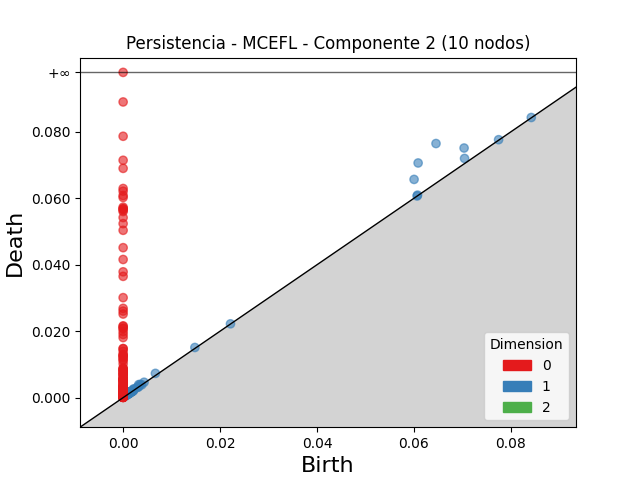 Persistencia - MCEFL - Componente 2 (10 nodos)
+∞
0.080
0.060
0.040
0.020
0.000
Death
0.00 0.02 0.04 0.06 0.08
Birth
Dimension
0
1
2